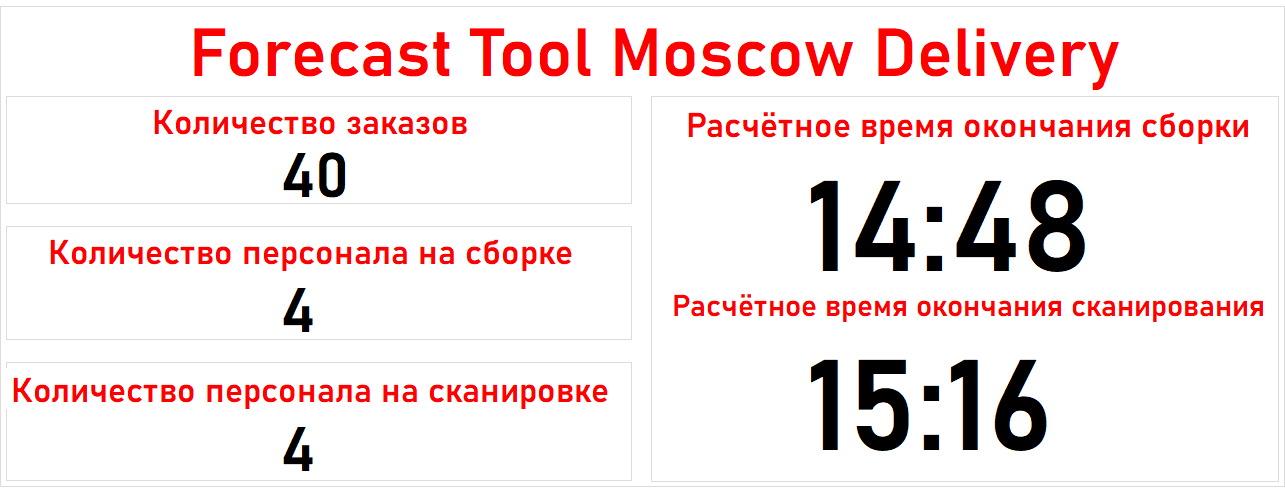 Forecast Tool Moscow Delivery
Количество заказов
40
Количество персонала на сборке
4
Количество персонала на сканировке
4
Расчётное время окончания сборки
14:48
Расчётное время окончания сканирования
15:16